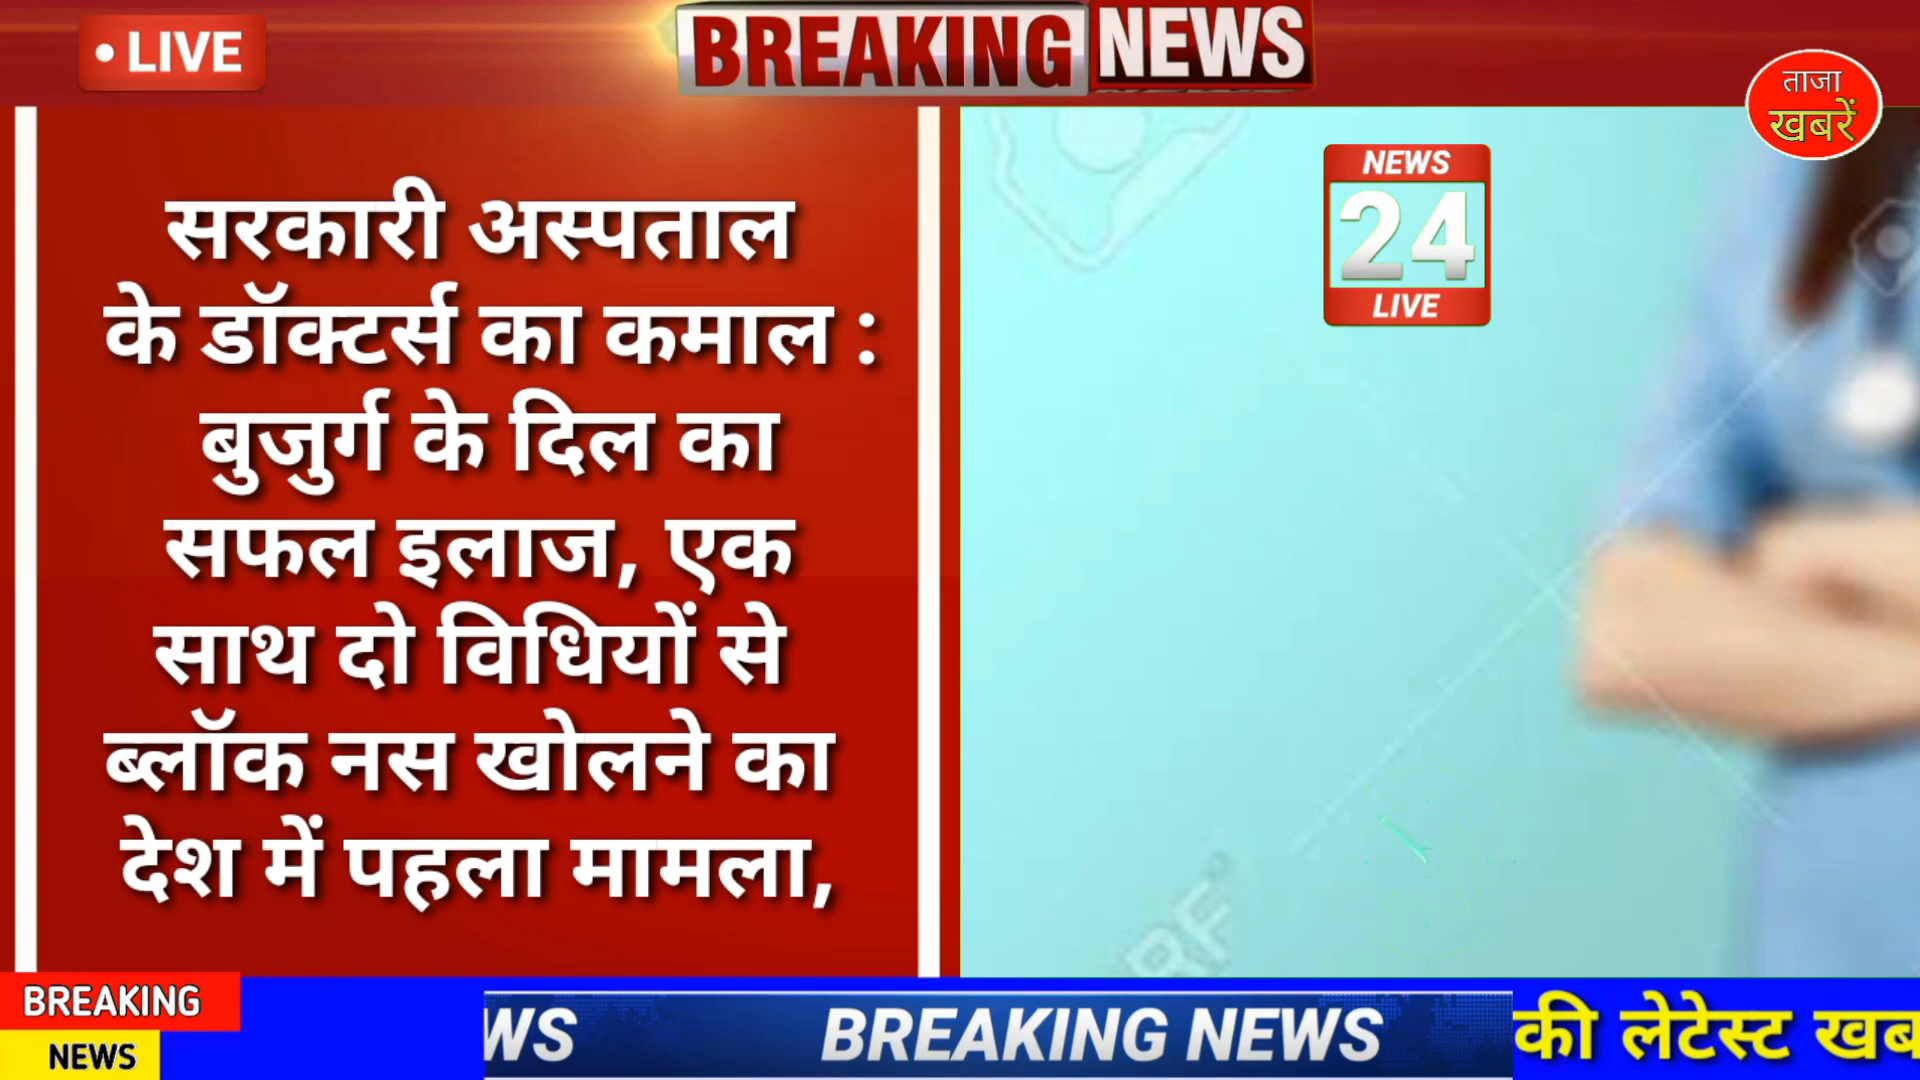 • LIVE
BREAKING NEWS
ताजा
खबरें
NEWS
24
LIVE
सरकारी अस्पताल
के डॉक्टर्स का कमाल :
बुजुर्ग के दिल का
सफल इलाज, एक
साथ दो विधियों से
ब्लॉक नस खोलने का
देश में पहला मामला,
RF
BREAKING
NEWS
WS BREAKING NEWS की लेटेस्ट खब